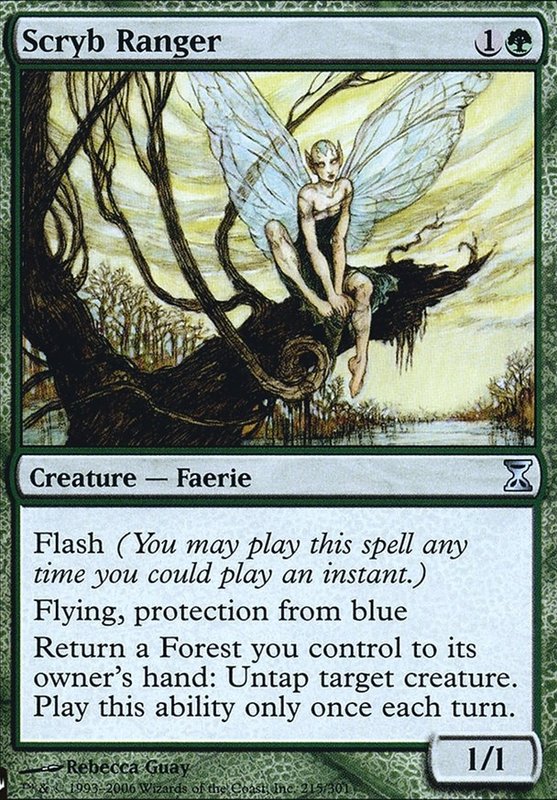 Scryb Ranger 1
Creature — Faerie
Flash (You may play this spell any
time you could play an instant.)
Flying, protection from blue
Return a Forest you control to its
owner's hand: Untap target creature.
Play this ability only once each turn.
Rebecca Guay
™ & © 1993–2006 Wizards of the Coast, Inc. 215/301
1/1